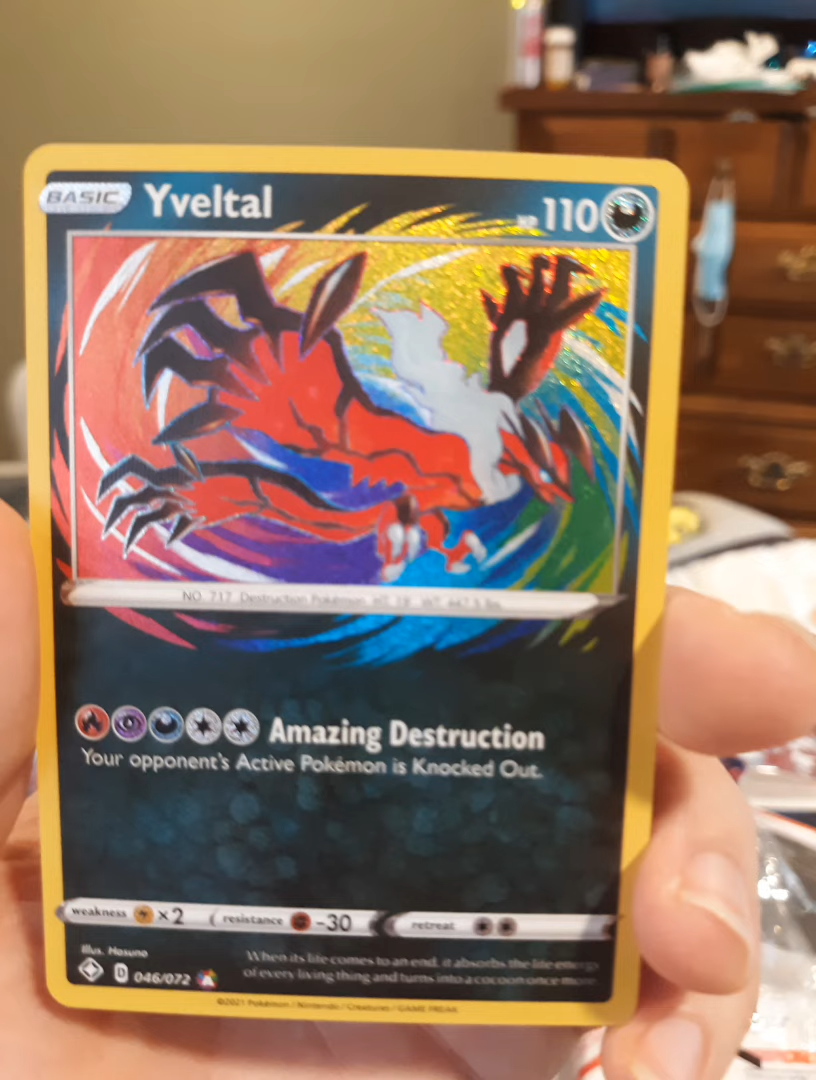 BASIC Yveltal HP 110
NO. 717 Destruction Pokémon HT. 19' WT. 447.5 lbs.
Amazing Destruction
Your opponent's Active Pokémon is Knocked Out.
weakness ×2 resistance -30 retreat
Illus. Hasuno
When its life comes to an end, it absorbs the life energy
of every living thing and turns into a cocoon once more.
D 046/072
©2021 Pokémon / Nintendo / Creatures / GAME FREAK